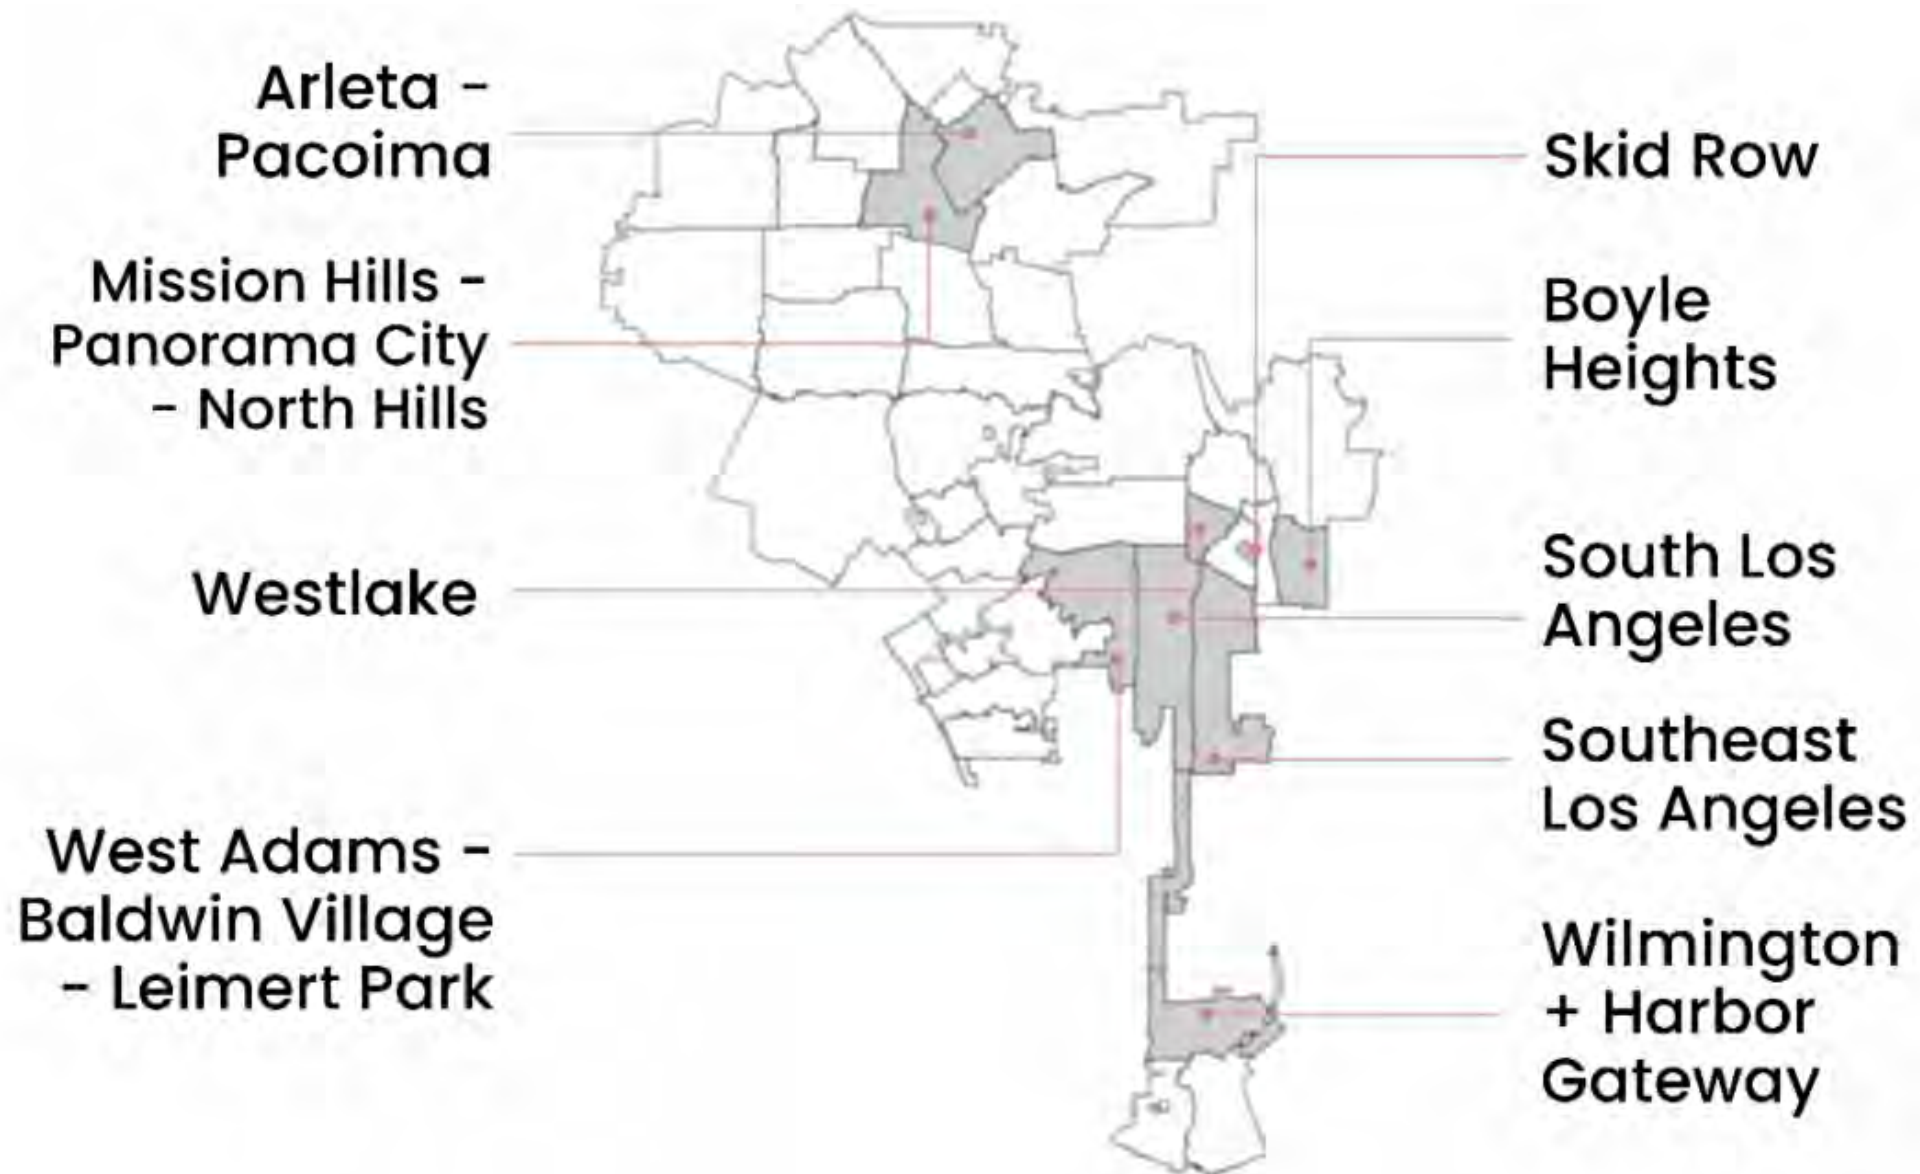 Arleta -
Pacoima
Mission Hills -
Panorama City
- North Hills
Westlake
West Adams -
Baldwin Village
- Leimert Park
Skid Row
Boyle
Heights
South Los
Angeles
Southeast
Los Angeles
Wilmington
+ Harbor
Gateway